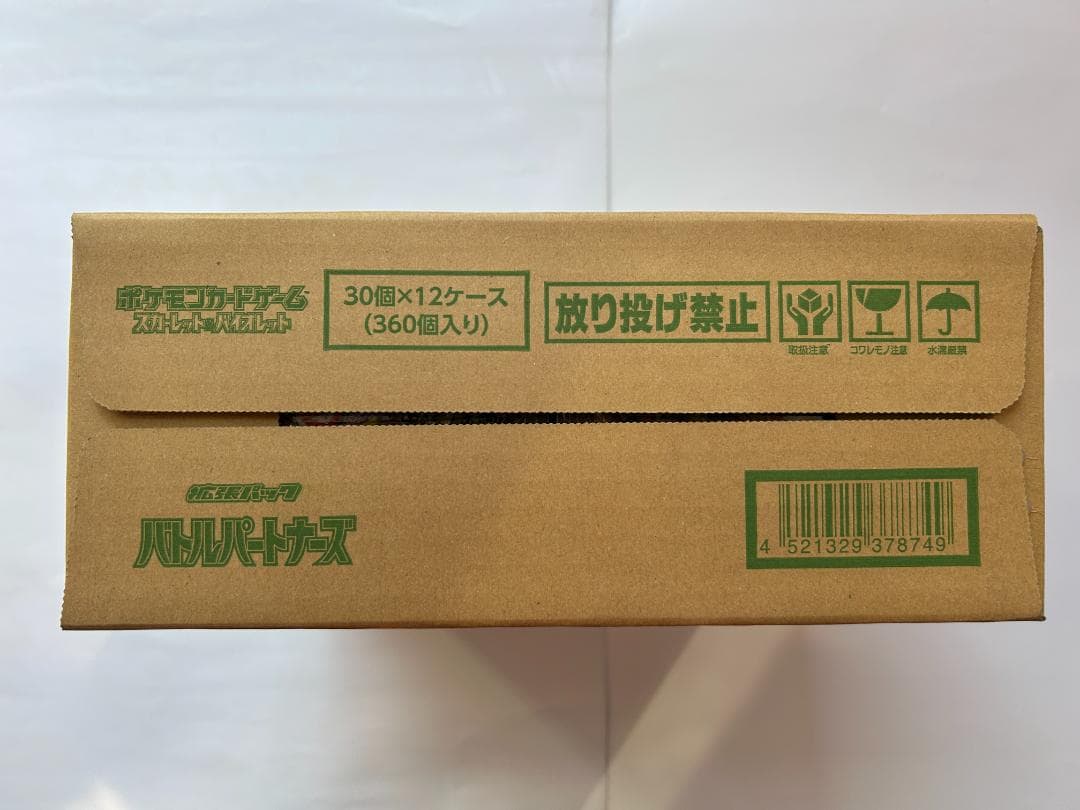 ポケモンカードゲーム
スカーレット&バイオレット
30個×12ケース
(360個入り)
放り投げ禁止
取扱注意
コワレモノ注意
水濡厳禁
拡張パック
バトルパートナーズ
4 521329 378749